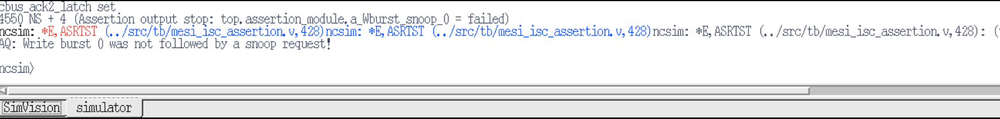 cbus_ack2_latch set
4550 NS + 4 (Assertion output stop: top.assertion_module.a_Wburst_snoop_0 = failed)
ncsim: *E,ASRTST (../src/tb/mesi_isc_assertion.v,428)ncsim: *E,ASRTST (../src/tb/mesi_isc_assertion.v,428)ncsim: *E,ASRTST (../src/tb/mesi_isc_assertion.v,428): (
AQ: Write burst 0 was not followed by a snoop request!
ncsim>
SimVision simulator